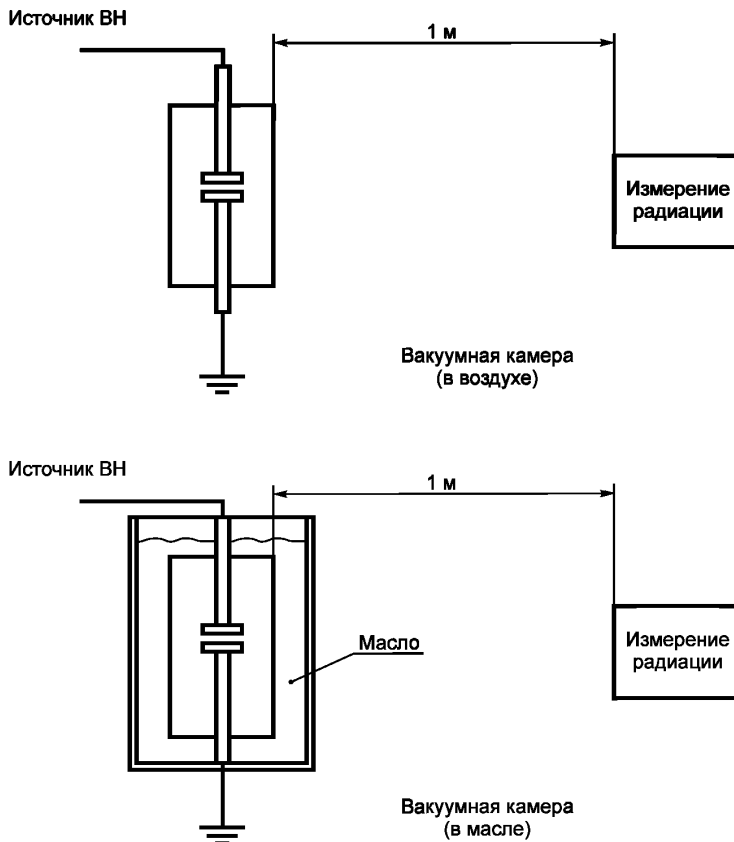 Источник ВН
1 м
Измерение
радиации
Вакуумная камера
(в воздухе)
Источник ВН
1 м
Масло
Измерение
радиации
Вакуумная камера
(в масле)